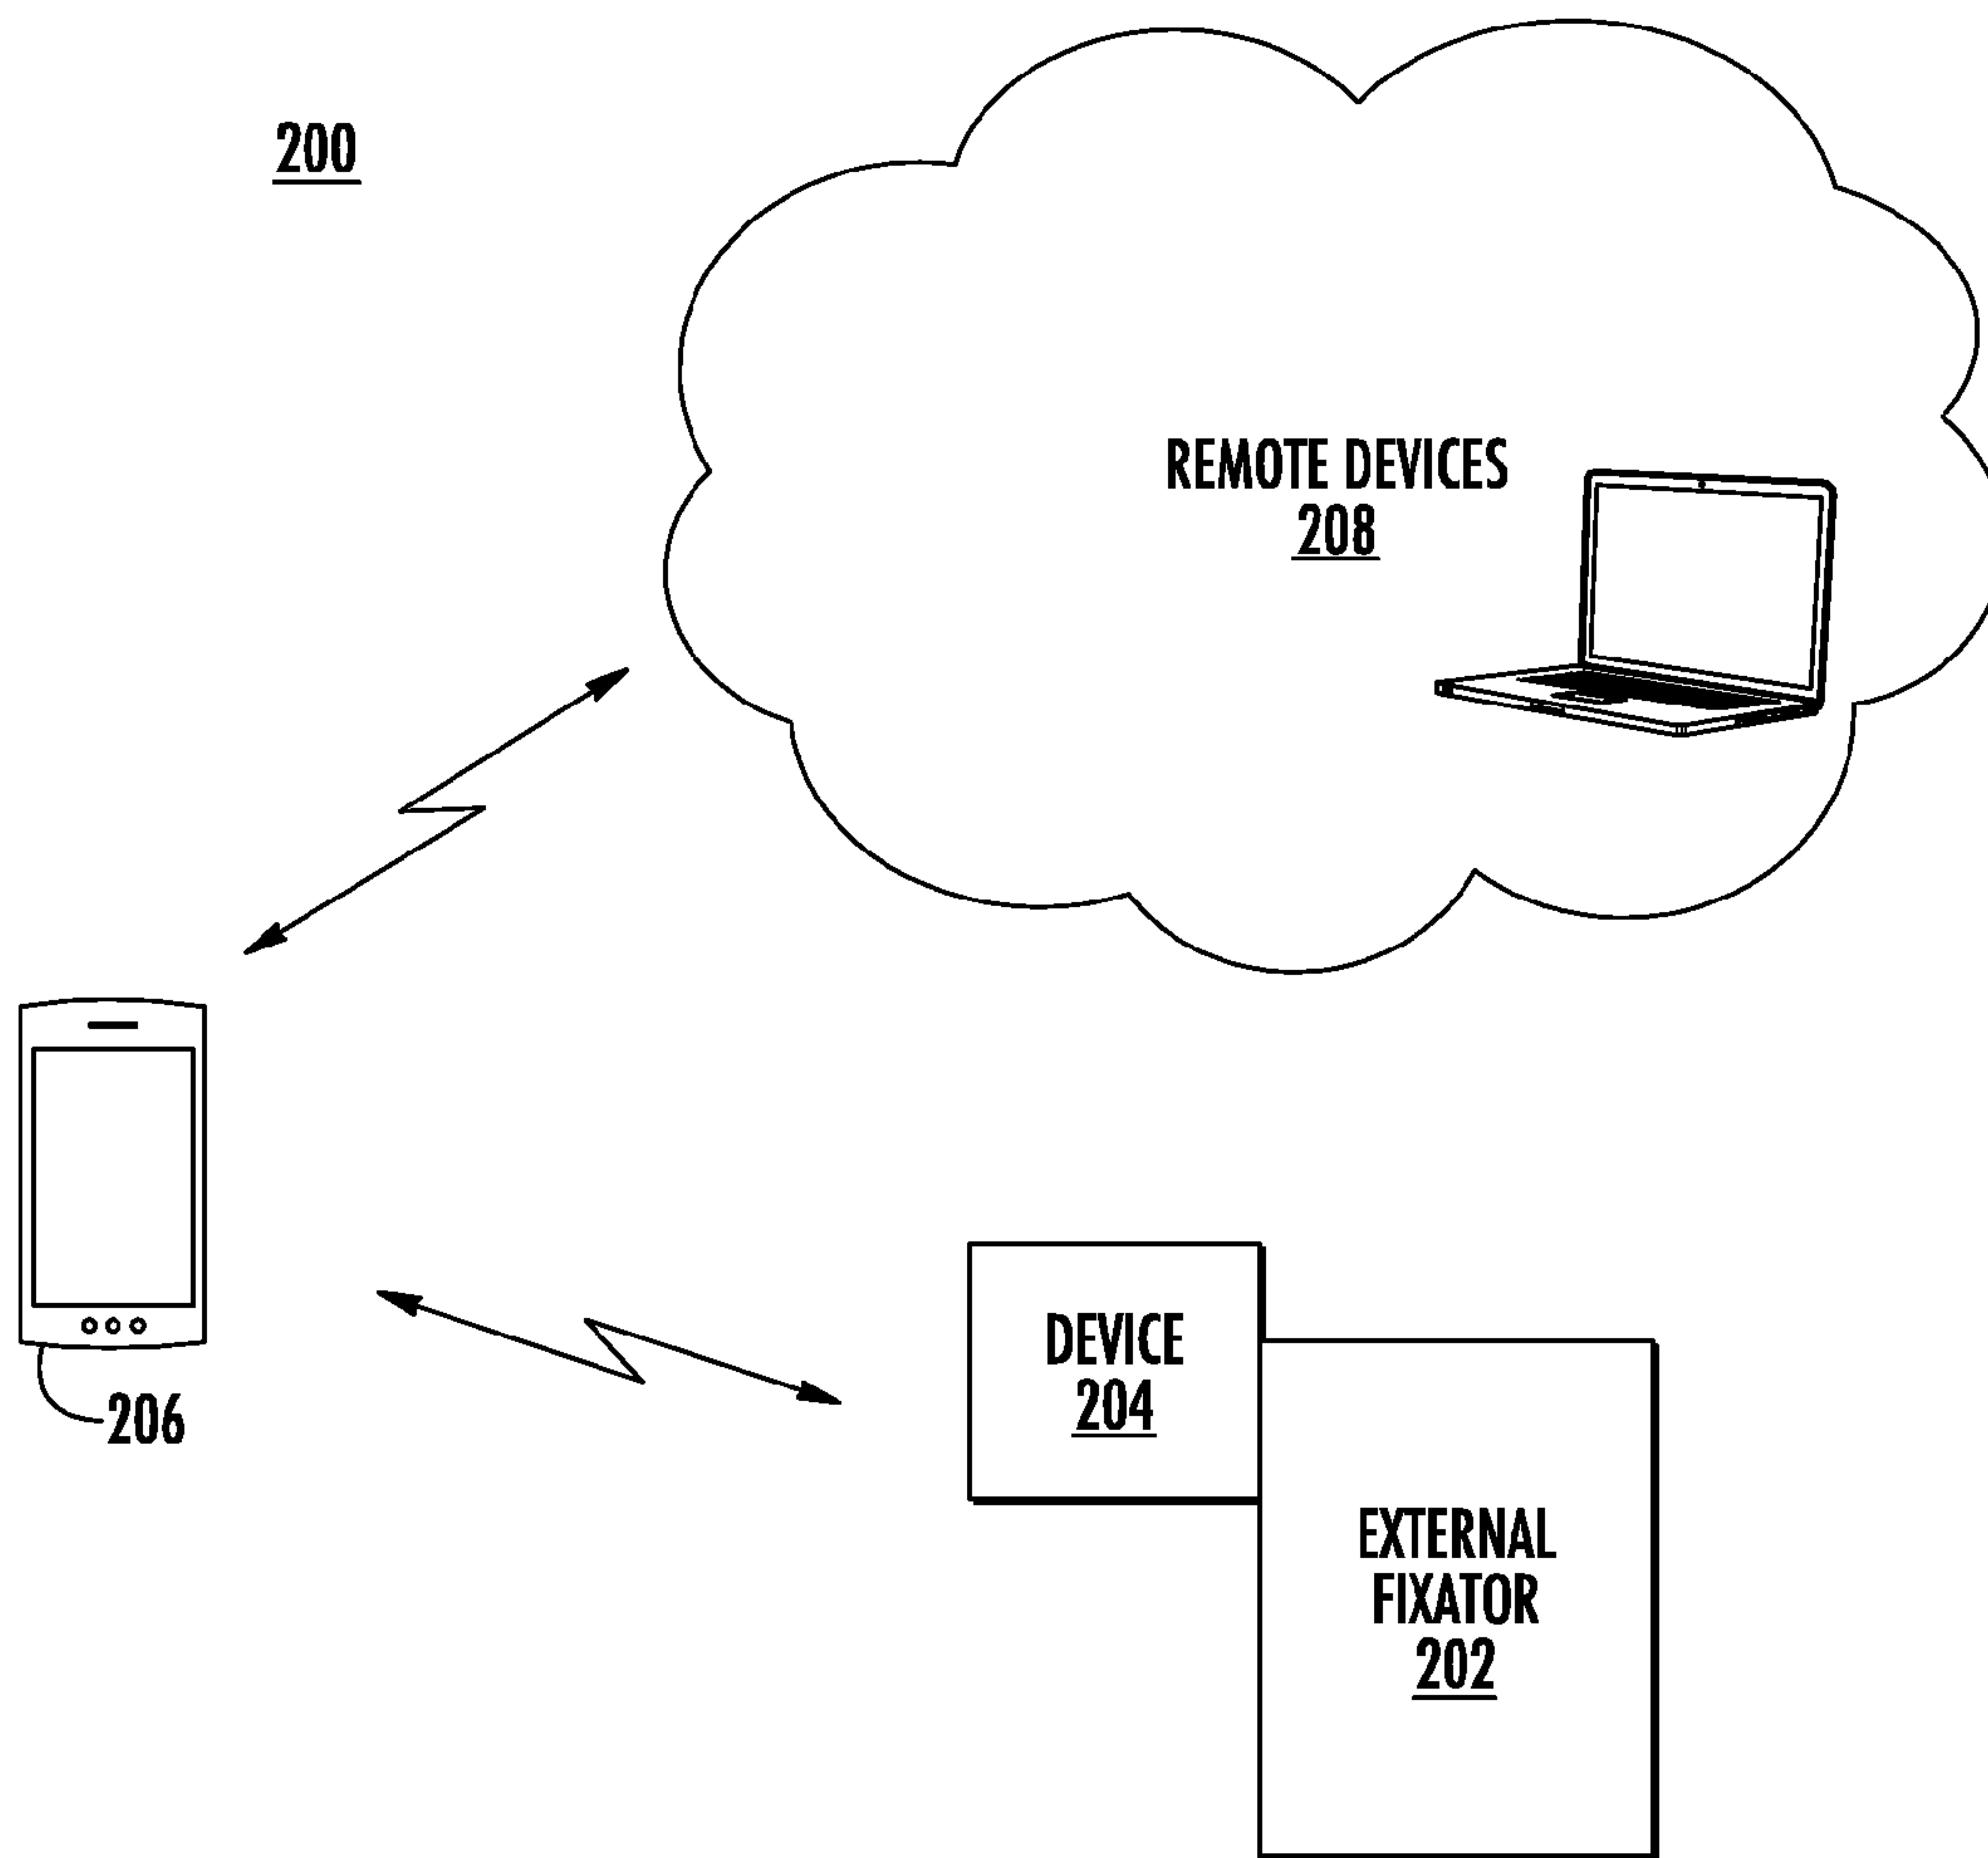 200
REMOTE DEVICES
208
206
DEVICE
204
EXTERNAL
FIXATOR
202